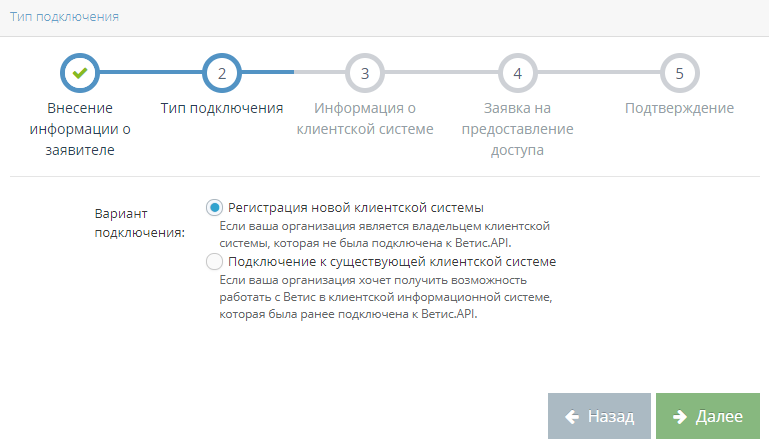 Тип подключения
2
3
4
5
Внесение
информации о
заявителе
Тип подключения
Информация о
клиентской системе
Заявка на
предоставление
доступа
Подтверждение
Вариант
подключения:
Регистрация новой клиентской системы
Если ваша организация является владельцем клиентской
системы, которая не была подключена к Ветис.API.
Подключение к существующей клиентской системе
Если ваша организация хочет получить возможность
работать с Ветис в клиентской информационной системе,
которая была ранее подключена к Ветис.API.
Назад
Далее